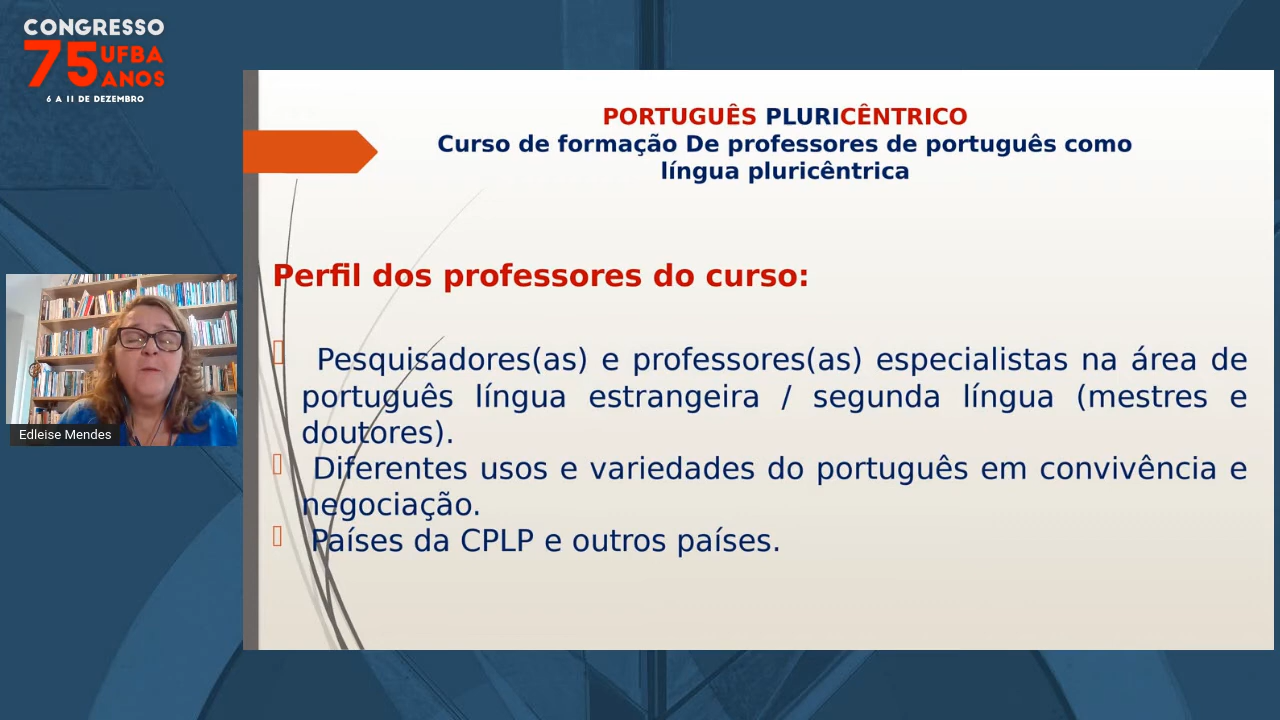 CONGRESSO
75 UFBA
ANOS
6 A 11 DE DEZEMBRO
PORTUGUÊS PLURICÊNTRICO
Curso de formação De professores de português como
língua pluricêntrica
Perfil dos professores do curso:
Pesquisadores(as) e professores(as) especialistas na área de
português língua estrangeira / segunda língua (mestres e
doutores).
Diferentes usos e variedades do português em convivência e
negociação.
Países da CPLP e outros países.
Edleise Mendes